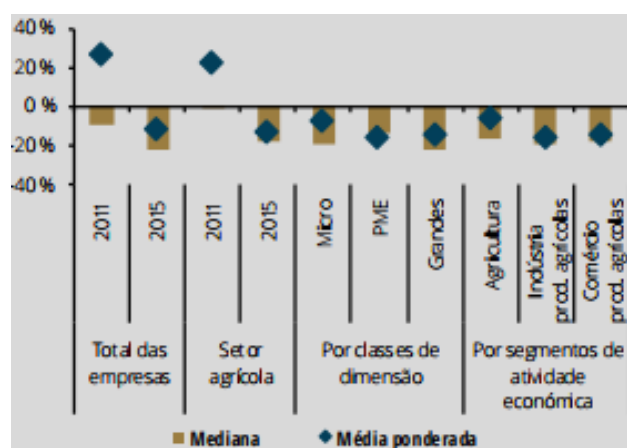 40 %
20 %
0 %
-20 %
-40 %
2011
2015
2011
2015
Micro
PME
Grandes
Agricultura
Indústria
prod. agrícolas
Comércio
prod. agrícolas
Total das
empresas
Setor
agrícola
Por classes de
dimensão
Por segmentos de
atividade
económica
Mediana
Média ponderada